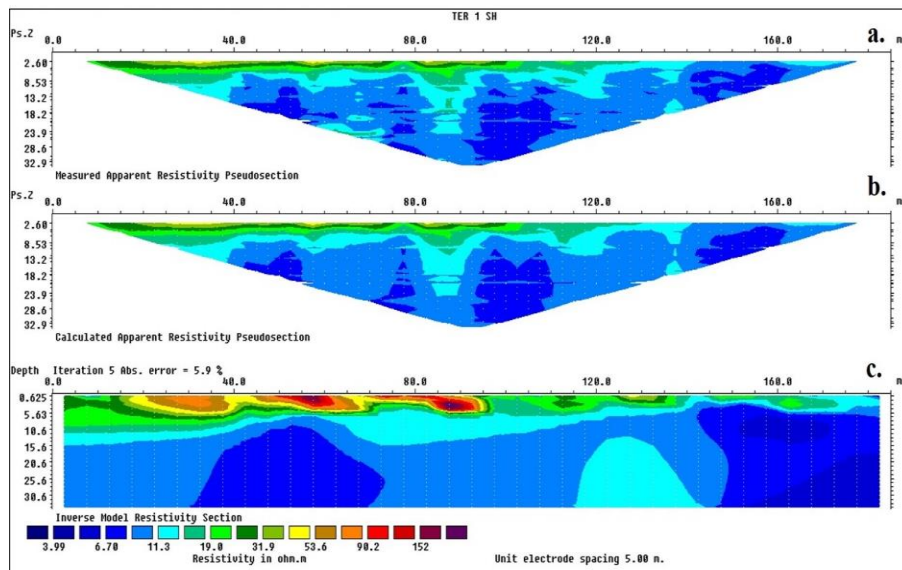 TER 1 SH
a.
Ps.Z 0.0 40.0 80.0 120.0 160.0 m
2.60
8.53
13.2
18.2
23.9
28.6
32.9
Measured Apparent Resistivity Pseudosection
b.
Ps.Z 0.0 40.0 80.0 120.0 160.0 m
2.60
8.53
13.2
18.2
23.9
28.6
32.9
Calculated Apparent Resistivity Pseudosection
Depth Iteration 5 Abs. error = 5.9 %
c.
0.0 40.0 80.0 120.0 160.0 m
0.625
5.63
10.6
15.6
20.6
25.6
30.6
Inverse Model Resistivity Section
3.99 6.70 11.3 19.0 31.9 53.6 90.2 152
Resistivity in ohm.m Unit electrode spacing 5.00 m.